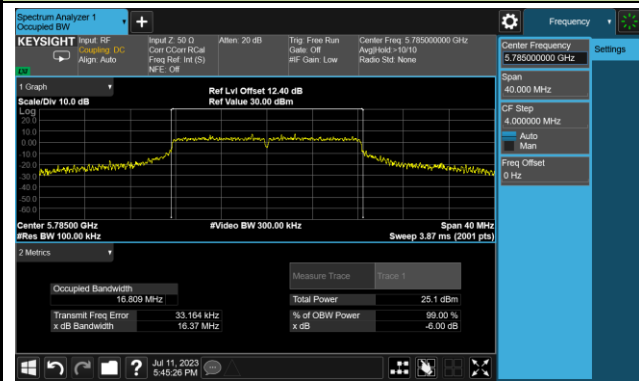 Spectrum Analyzer 1
Occupied BW
Frequency
KEYSIGHT
Input: RF
Coupling: DC
Align: Auto
Input Z: 50 Ω
Corr CCorr RCal
Freq Ref: Int (S)
NFE: Off
Atten: 20 dB
Trig: Free Run
Gate: Off
#IF Gain: Low
Center Freq: 5.785000000 GHz
Avg|Hold:>10/10
Radio Std: None
Center Frequency
5.785000000 GHz
Settings
Span
40.000 MHz
CF Step
4.000000 MHz
Auto
Man
Freq Offset
0 Hz
1 Graph
Scale/Div 10.0 dB
Ref Lvl Offset 12.40 dB
Ref Value 30.00 dBm
Log
20.0
10.0
0.00
-10.0
-20.0
-30.0
-40.0
-50.0
-60.0
Center 5.78500 GHz
#Video BW 300.00 kHz
Span 40 MHz
#Res BW 100.00 kHz
Sweep 3.87 ms (2001 pts)
2 Metrics
Measure Trace
Trace 1
Occupied Bandwidth
16.809 MHz
Total Power
25.1 dBm
Transmit Freq Error
33.164 kHz
% of OBW Power
99.00 %
x dB Bandwidth
16.37 MHz
x dB
-6.00 dB
Jul 11, 2023
5:45:26 PM